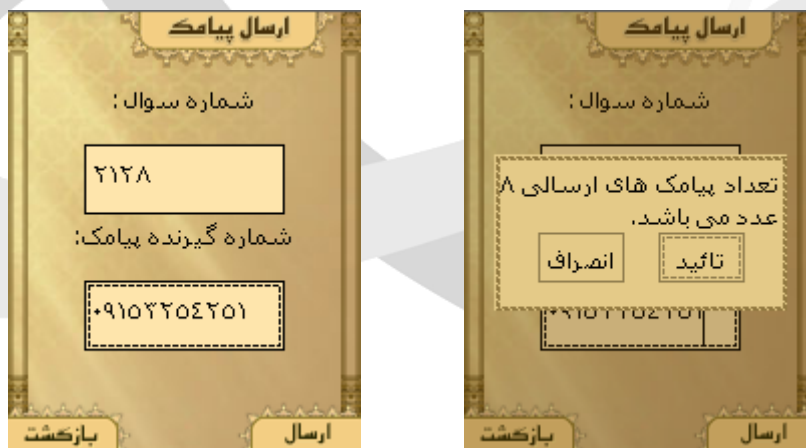 ارسال پیامک
شماره سوال :
۲۱۲۸
شماره گیرنده پیامک:
۰۹۱۵۳۲۵٤۲۵۱
ارسال
بازگشت
ارسال پیامک
شماره سوال :
تعداد پیامک های ارسالی ۸
عدد می باشد.
تائید
انصراف
ارسال
بازگشت